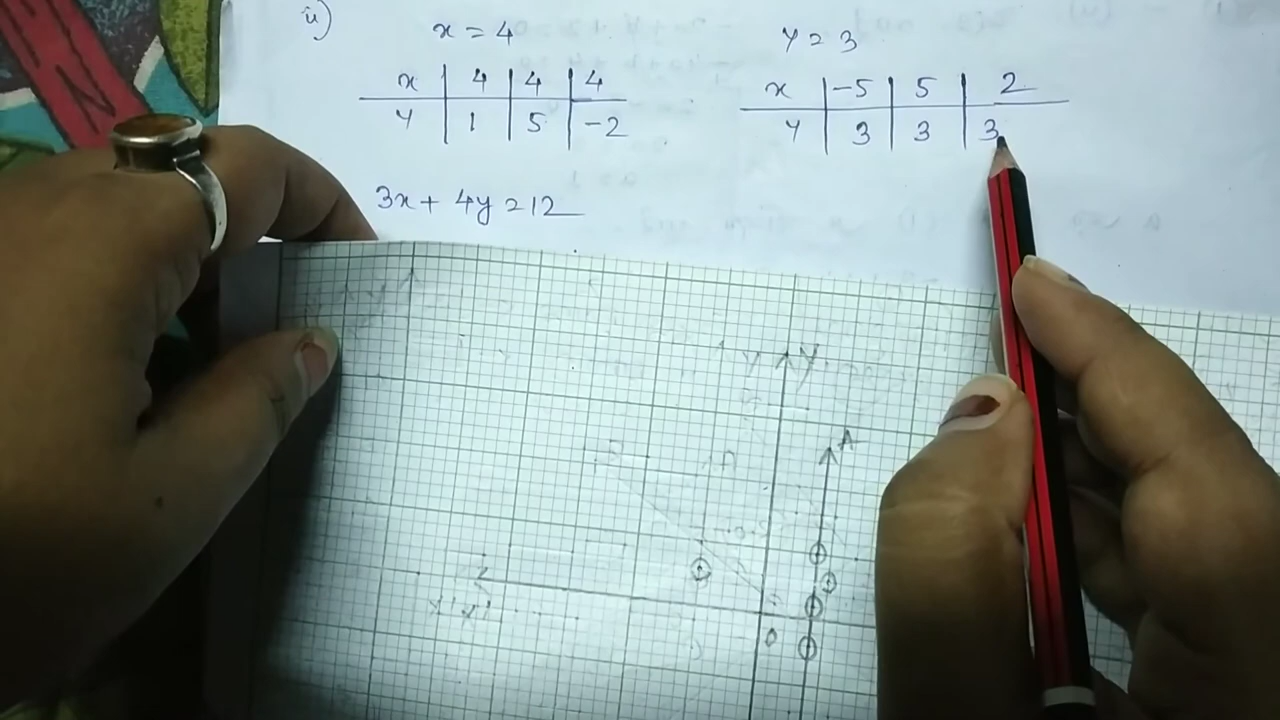 ii) x = 4 y = 3
x 4 4 4 x -5 5 2
y 1 5 -2 y 3 3 3
3x + 4y = 12
y y
A
x' x'
O